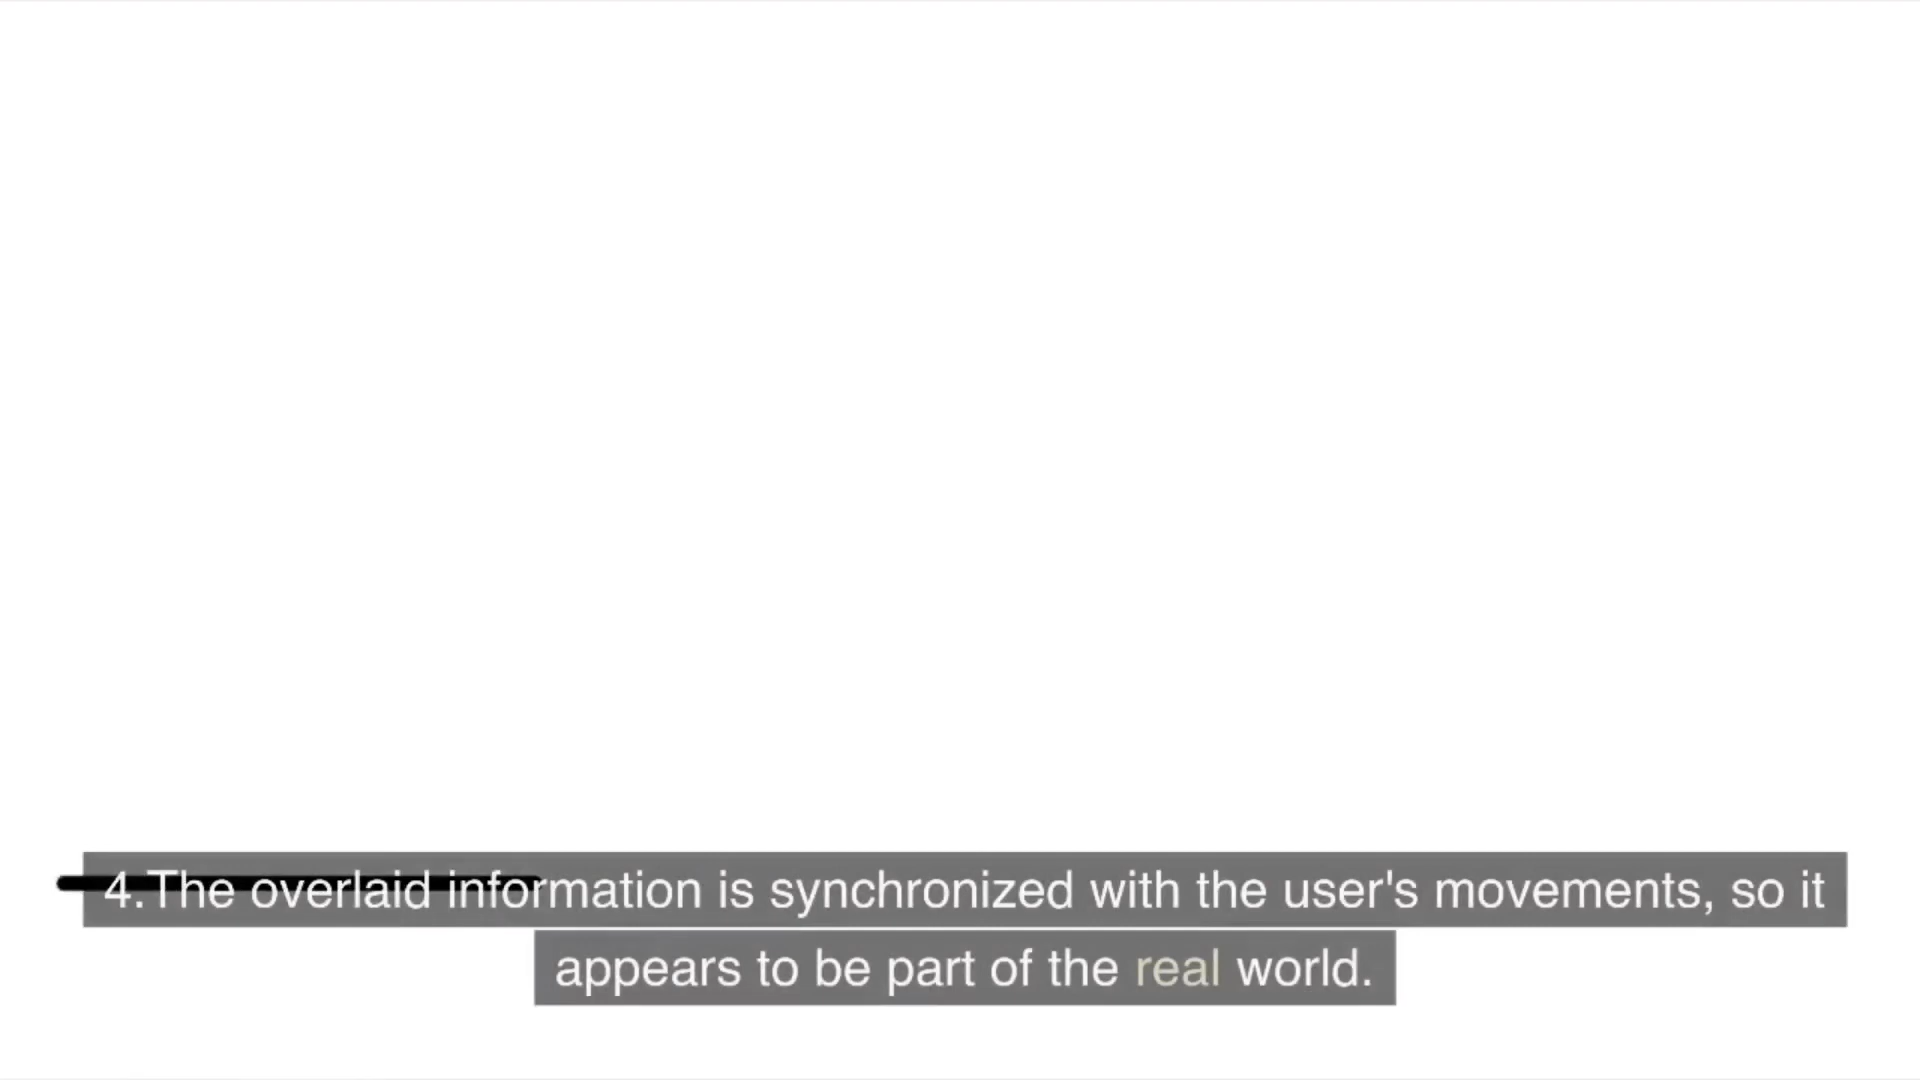 4.The overlaid information is synchronized with the user's movements, so it
appears to be part of the real world.